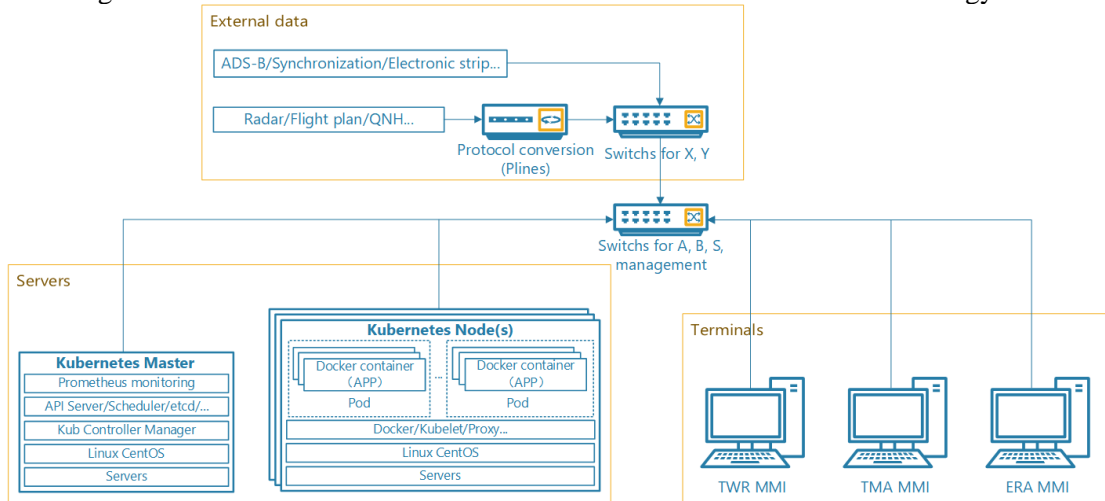 External data
ADS-B/Synchronization/Electronic strip...
Radar/Flight plan/QNH...
Protocol conversion
(Plines)
Switchs for X, Y
Switchs for A, B, S,
management
Servers
Kubernetes Master
Prometheus monitoring
API Server/Scheduler/etcd/...
Kub Controller Manager
Linux CentOS
Servers
Kubernetes Node(s)
Docker container
（APP）
Pod
...
Docker container
（APP）
Pod
Docker/Kubelet/Proxy...
Linux CentOS
Servers
Terminals
TWR MMI
TMA MMI
ERA MMI